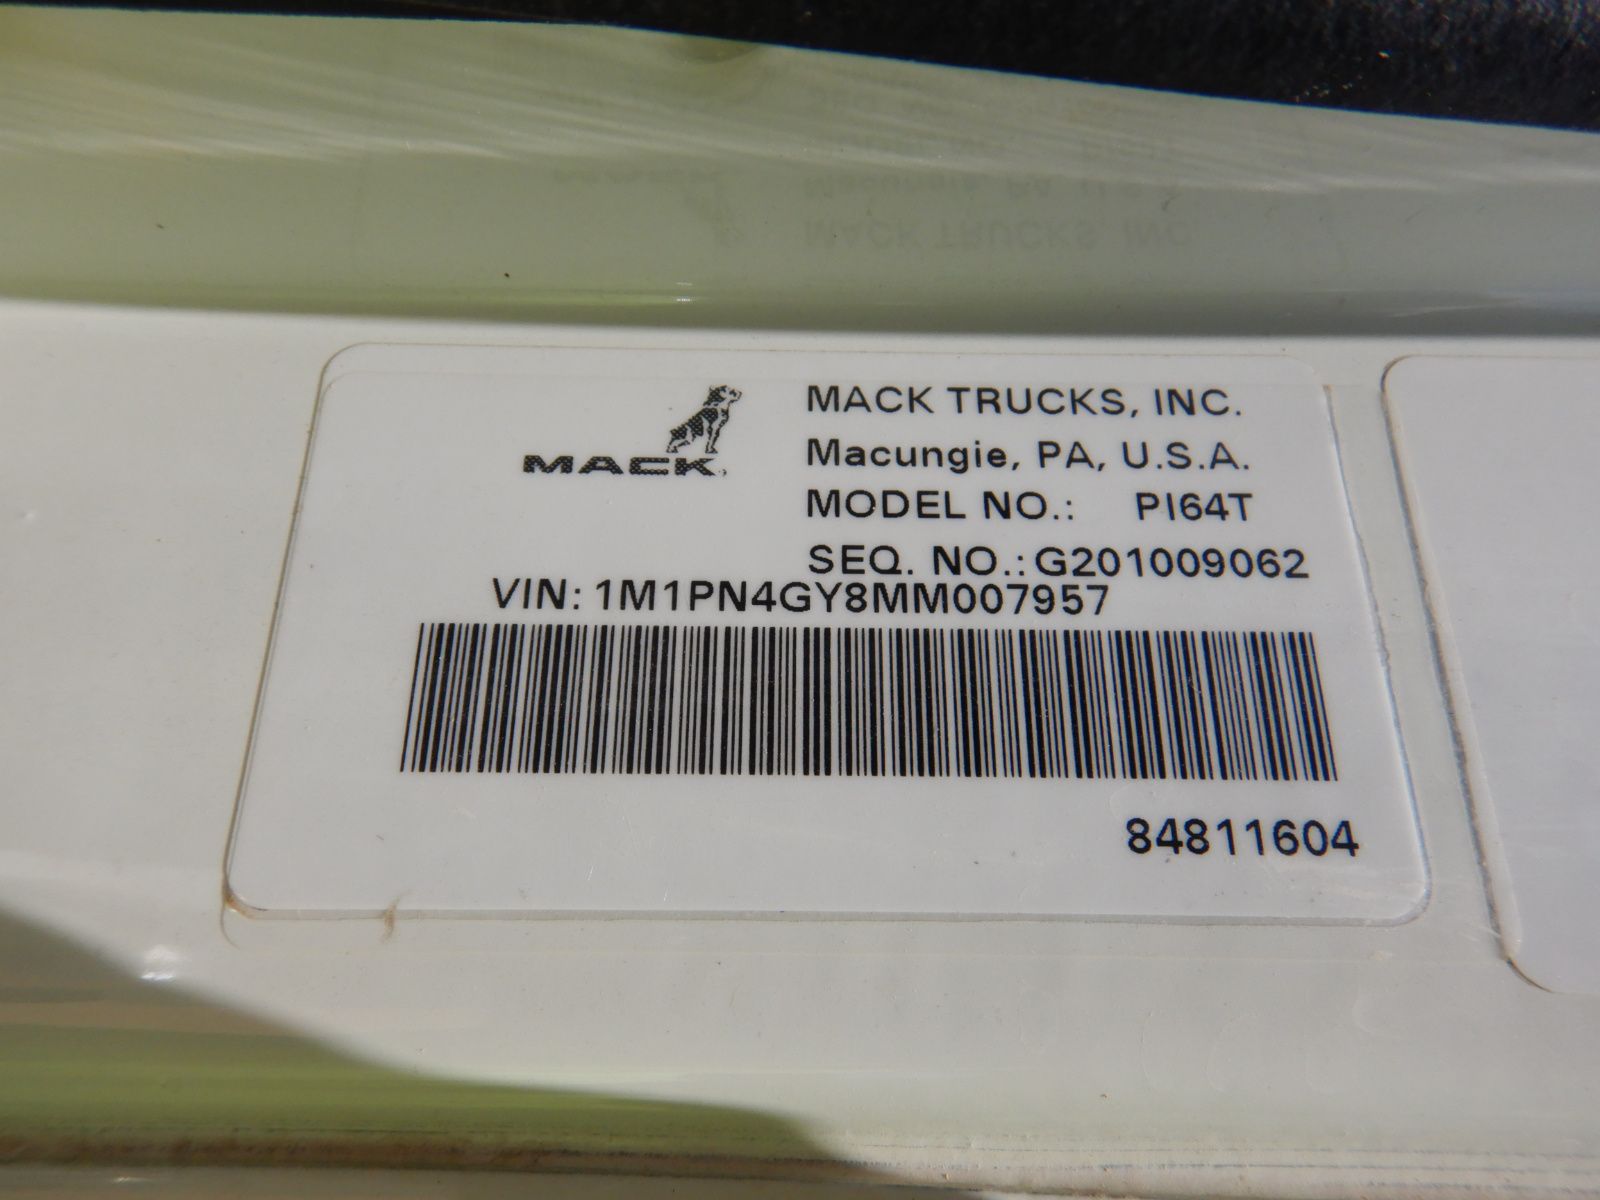 MACK
MACK TRUCKS, INC.
Macungie, PA, U.S.A.
MODEL NO.: PI64T
SEQ. NO.: G201009062
VIN: 1M1PN4GY8MM007957
84811604